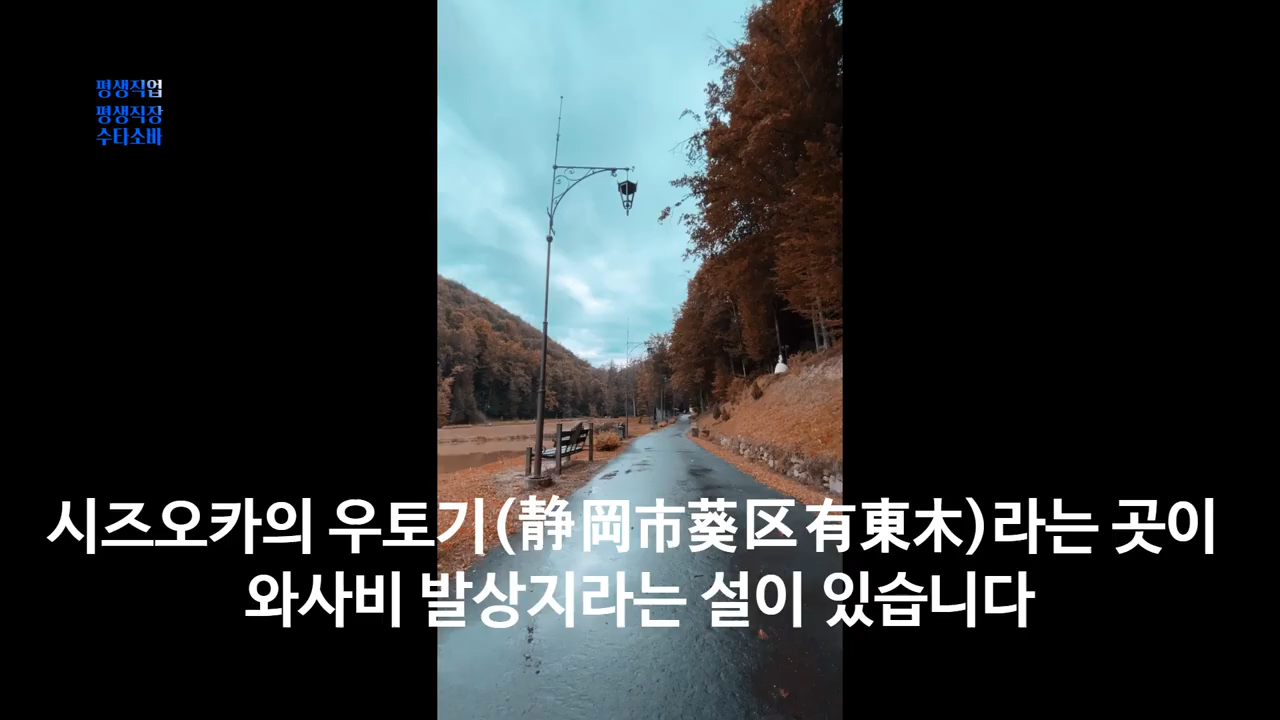 평생직업
평생직장
수타소바
시즈오카의 우토기(静岡市葵区有東木)라는 곳이
와사비 발상지라는 설이 있습니다